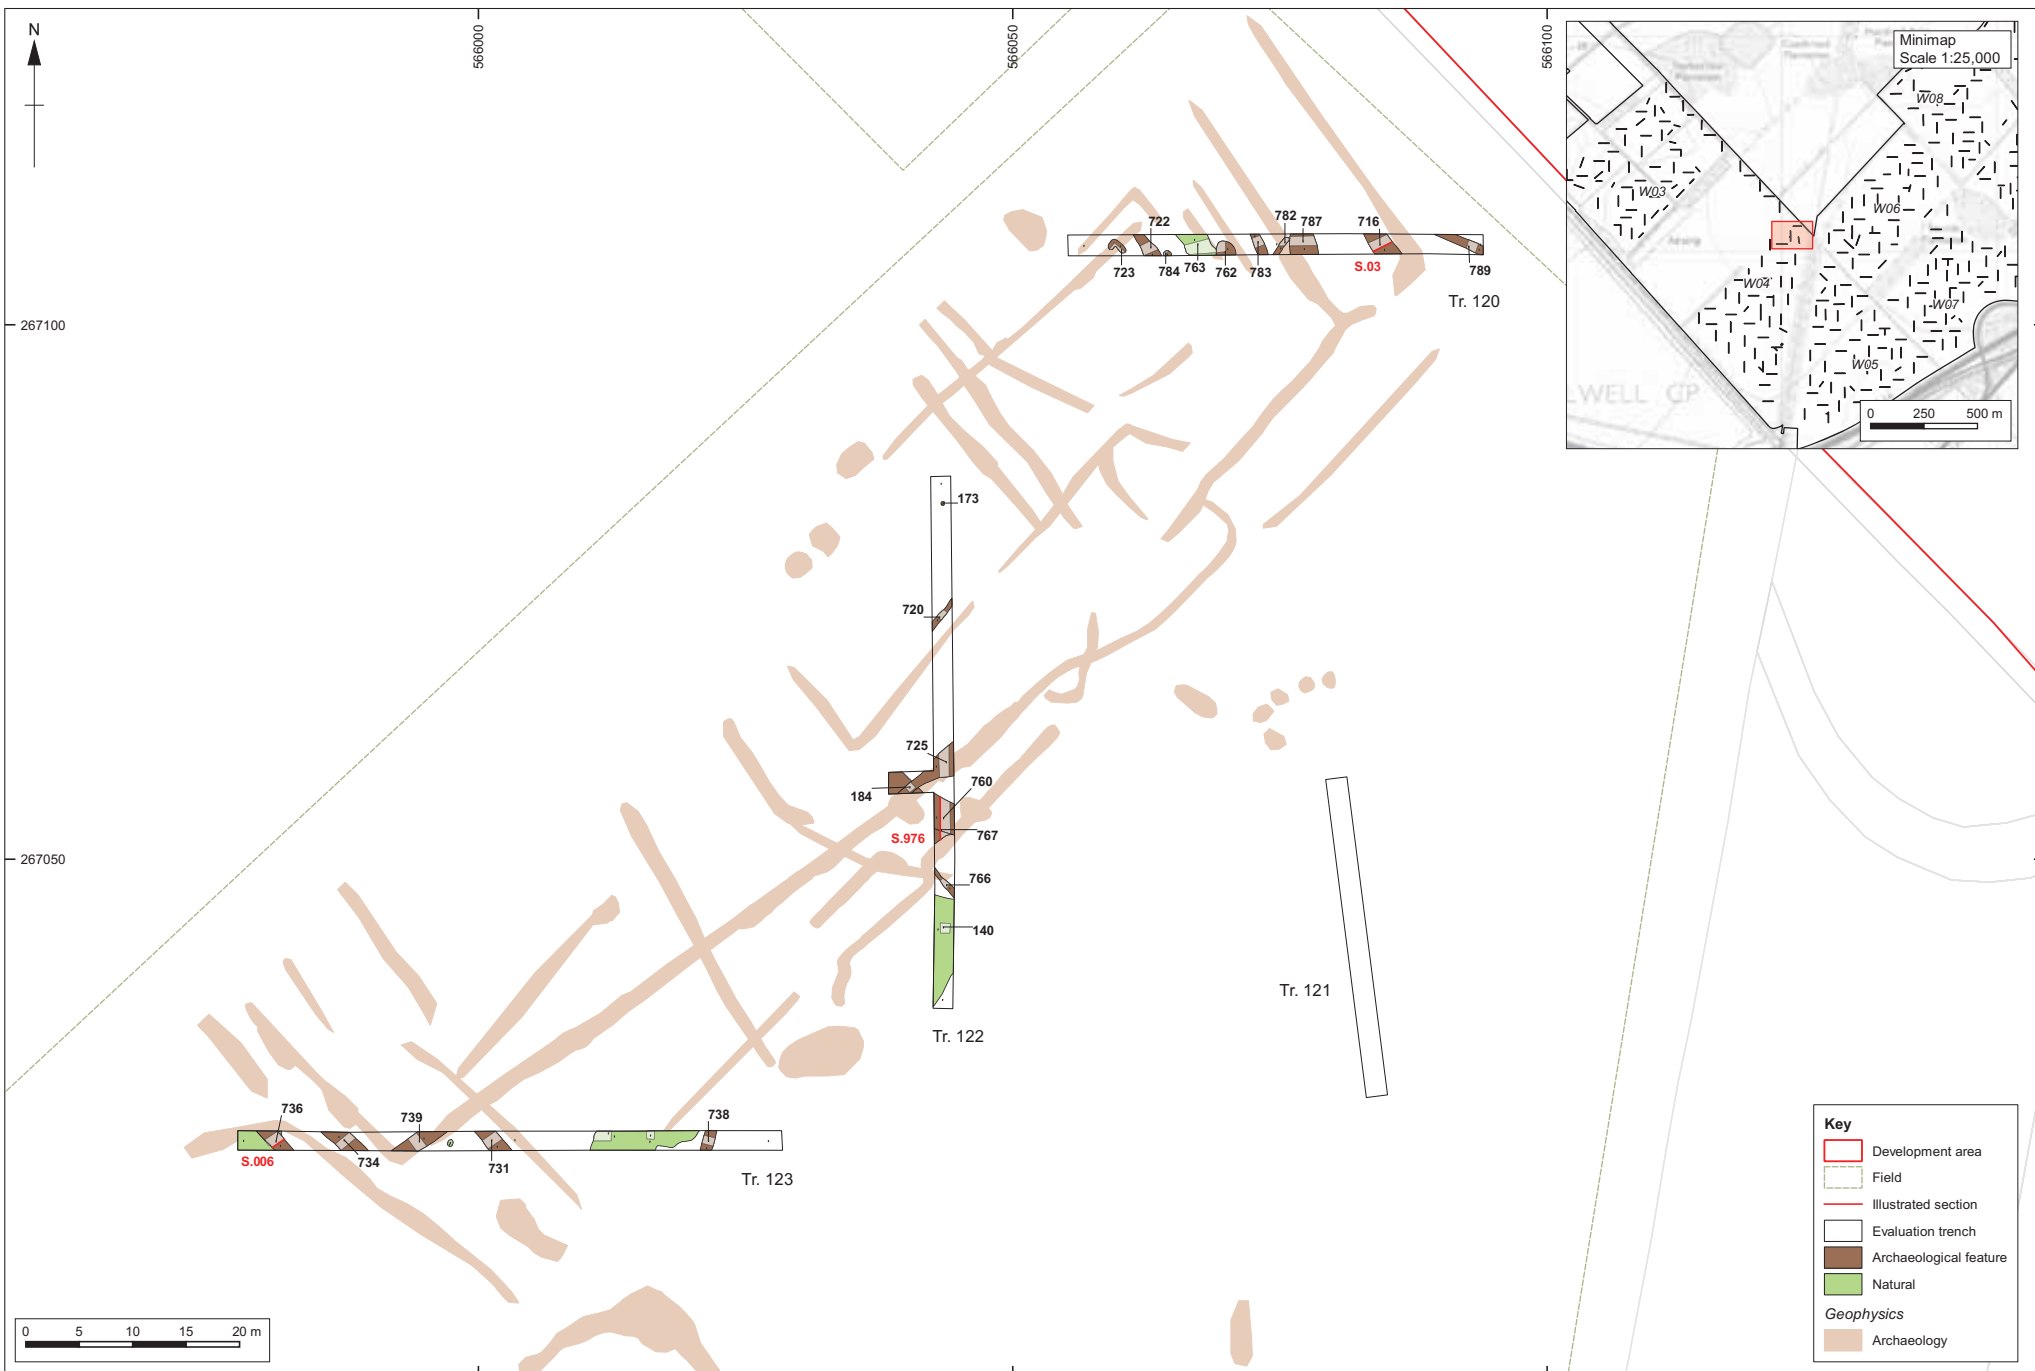 N
566000
566050
566100
Minimap
Scale 1:25,000
W08
W03
W06
W04
W07
W05
LWELL CP
0 250 500 m
722
782
787
716
723
784
763
762
783
S.03
789
Tr. 120
267100
173
720
725
184
760
S.976
767
267050
766
140
Tr. 121
Tr. 122
736
739
738
S.006
734
731
Tr. 123
Key
Development area
Field
Illustrated section
Evaluation trench
Archaeological feature
Natural
Geophysics
Archaeology
0 5 10 15 20 m